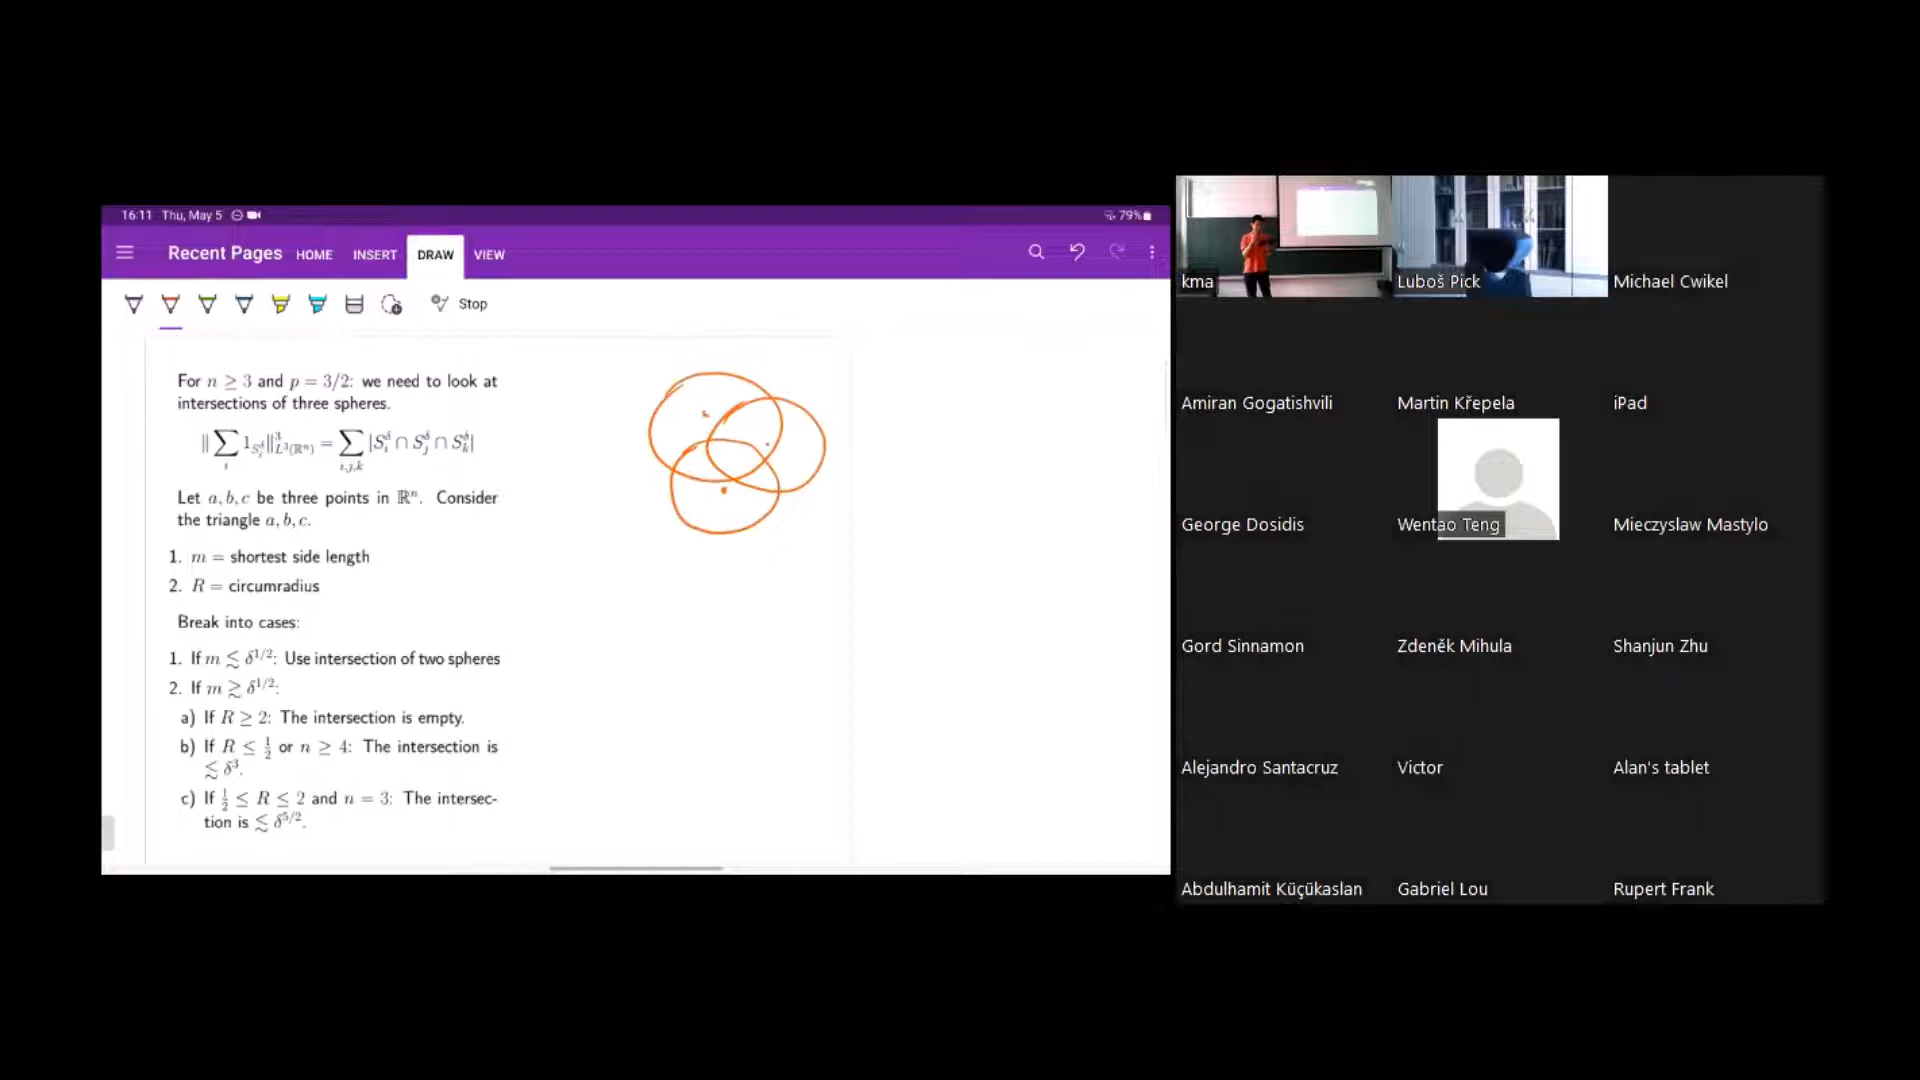 16:11 Thu, May 5
79%
Recent Pages HOME INSERT DRAW VIEW
Stop
For n ≥ 3 and p = 3/2: we need to look at
intersections of three spheres.
‖∑_i 1_{S_i^δ}‖³_{L³(ℝⁿ)} = ∑_{i,j,k} |S_i^δ ∩ S_j^δ ∩ S_k^δ|
Let a, b, c be three points in ℝⁿ. Consider
the triangle a, b, c.
1. m = shortest side length
2. R = circumradius
Break into cases:
1. If m ≲ δ^{1/2}: Use intersection of two spheres
2. If m ≳ δ^{1/2}:
a) If R ≥ 2: The intersection is empty.
b) If R ≤ 1/2 or n ≥ 4: The intersection is
≲ δ³.
c) If 1/2 ≤ R ≤ 2 and n = 3: The intersec-
tion is ≲ δ^{5/2}.
kma
Luboš Pick
Michael Cwikel
Amiran Gogatishvili
Martin Křepela
iPad
George Dosidis
Wentao Teng
Mieczyslaw Mastylo
Gord Sinnamon
Zdeněk Mihula
Shanjun Zhu
Alejandro Santacruz
Victor
Alan's tablet
Abdulhamit Küçükaslan
Gabriel Lou
Rupert Frank